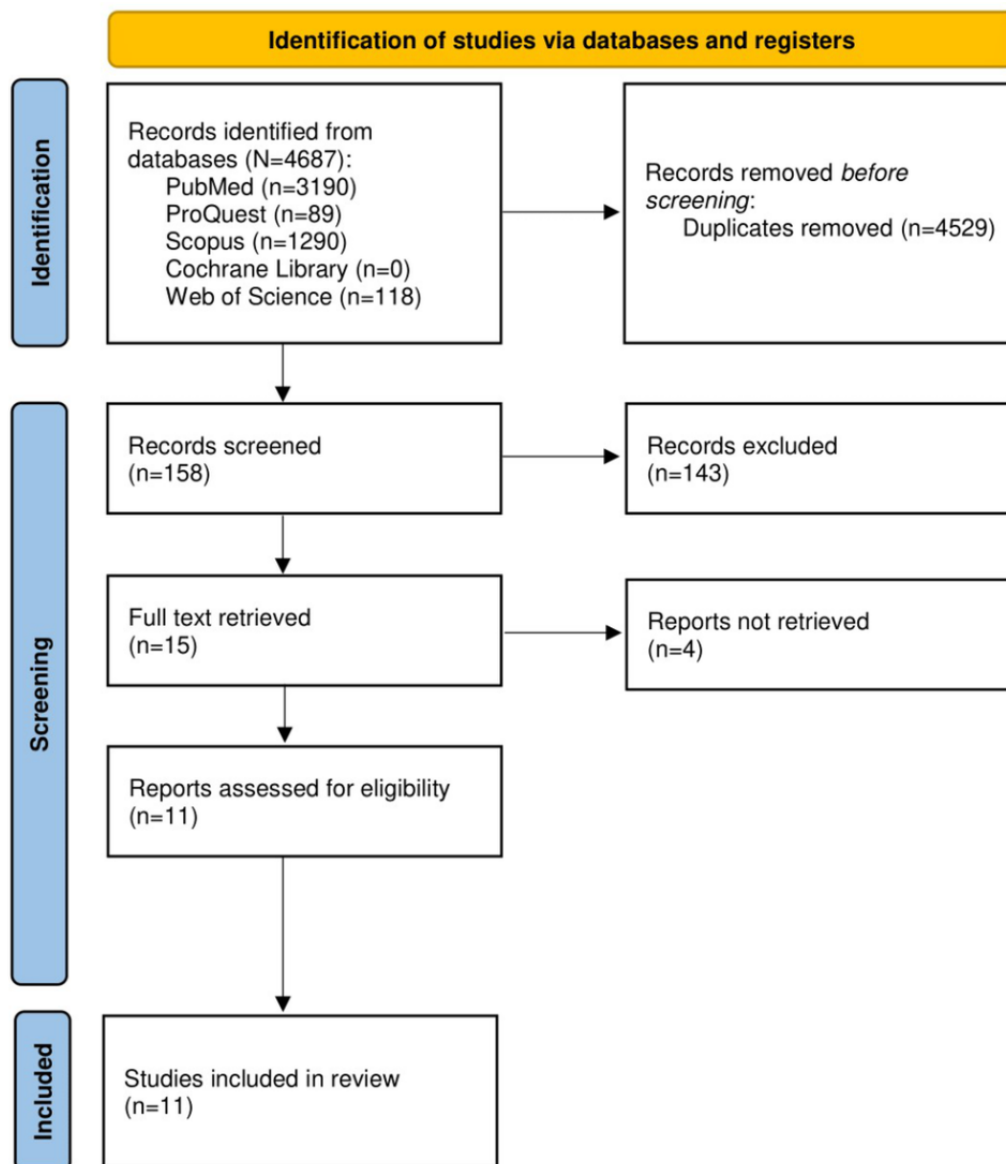 Identification of studies via databases and registers
Identification
Records identified from
databases (N=4687):
PubMed (n=3190)
ProQuest (n=89)
Scopus (n=1290)
Cochrane Library (n=0)
Web of Science (n=118)
Records removed before
screening:
Duplicates removed (n=4529)
Screening
Records screened
(n=158)
Records excluded
(n=143)
Full text retrieved
(n=15)
Reports not retrieved
(n=4)
Reports assessed for eligibility
(n=11)
Included
Studies included in review
(n=11)